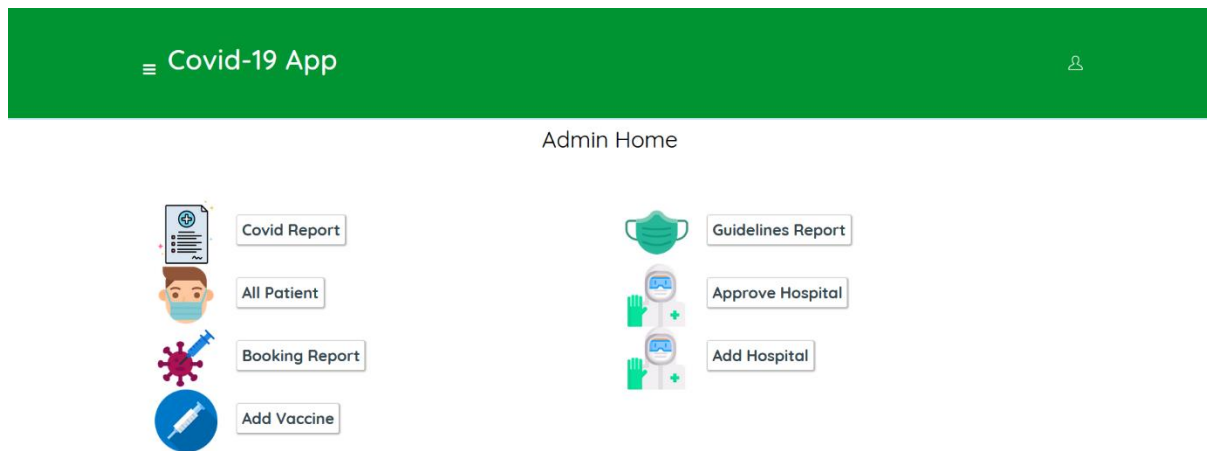 Covid-19 App
Admin Home
Covid Report
Guidelines Report
All Patient
Approve Hospital
Booking Report
Add Hospital
Add Vaccine